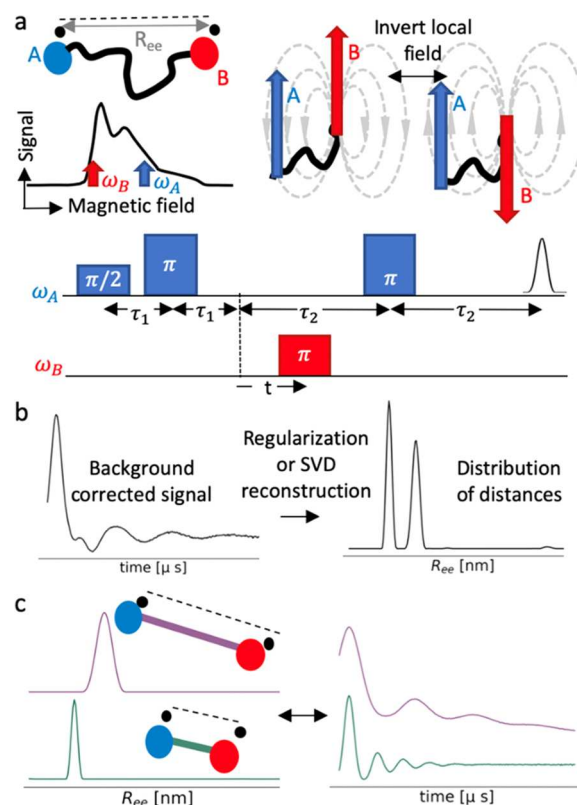 a
R_ee
A
B
Signal
ω_B
ω_A
Magnetic field
Invert local
field
A
B
A
B
ω_A
π/2
π
π
τ_1
τ_1
τ_2
τ_2
ω_B
π
t
b
Background
corrected signal
time [μ s]
Regularization
or SVD
reconstruction
Distribution
of distances
R_ee [nm]
c
R_ee [nm]
time [μ s]